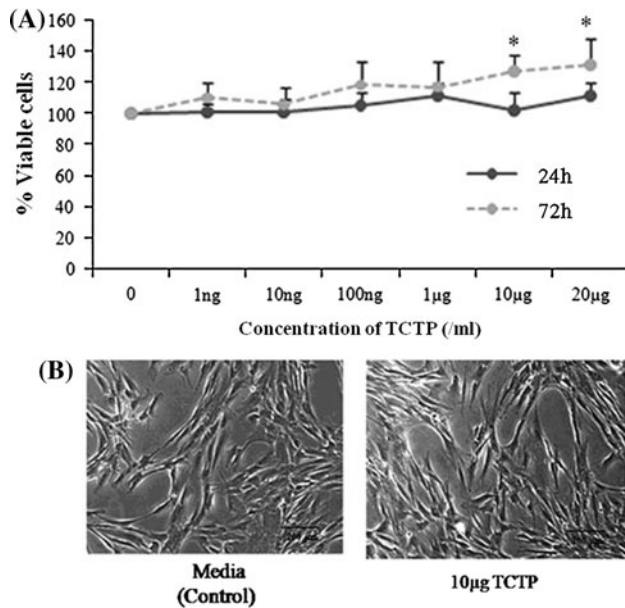 (A)
160
140
120
100
80
60
40
20
0
% Viable cells
* *
24h
72h
0 1ng 10ng 100ng 1µg 10µg 20µg
Concentration of TCTP (/ml)
(B)
Media
(Control)
10µg TCTP